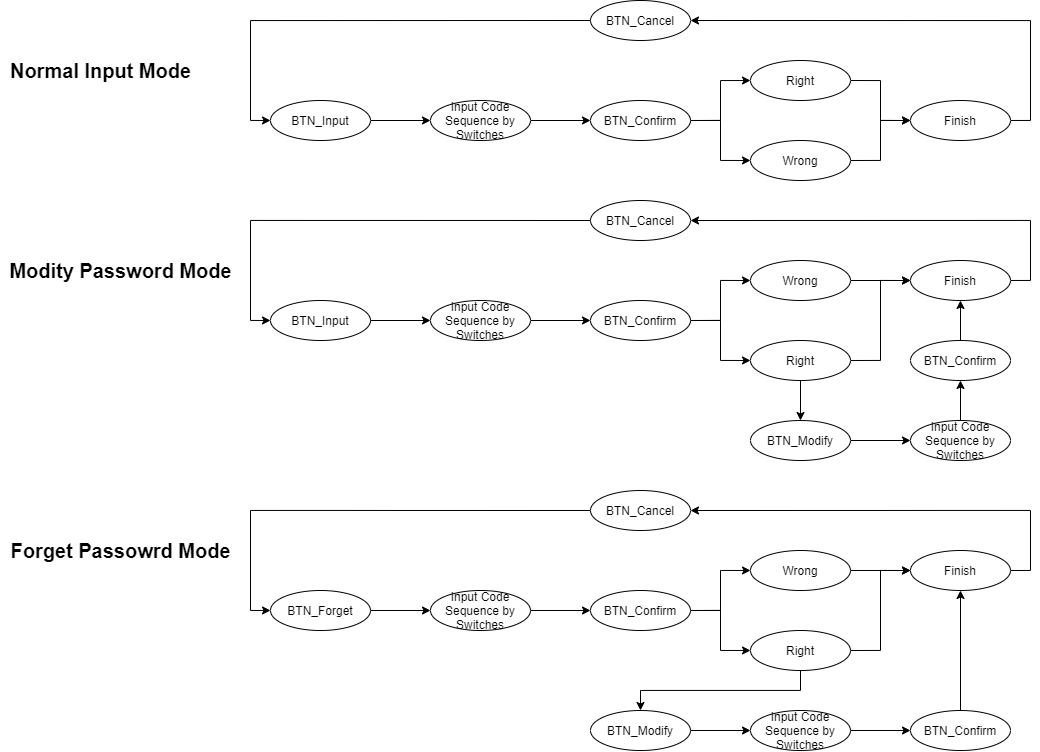 BTN_Cancel
Normal Input Mode
Right
BTN_Input
Input Code
Sequence by
Switches
BTN_Confirm
Finish
Wrong
BTN_Cancel
Modity Password Mode
Wrong
Finish
BTN_Input
Input Code
Sequence by
Switches
BTN_Confirm
Right
BTN_Confirm
BTN_Modify
Input Code
Sequence by
Switches
BTN_Cancel
Forget Passowrd Mode
Wrong
Finish
BTN_Forget
Input Code
Sequence by
Switches
BTN_Confirm
Right
BTN_Modify
Input Code
Sequence by
Switches
BTN_Confirm